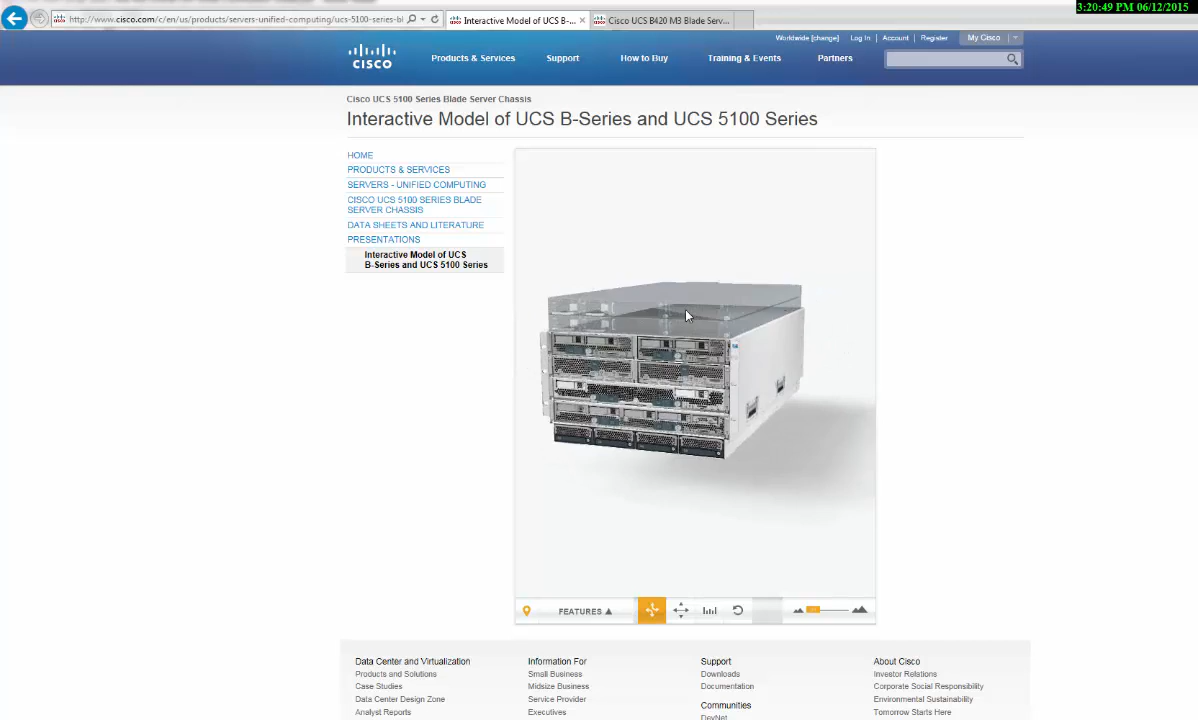 3:20:49 PM 06/12/2015
http://www.cisco.com/c/en/us/products/servers-unified-computing/ucs-5100-series-bl
Interactive Model of UCS B-...
Cisco UCS B420 M3 Blade Serv...
Worldwide [change] Log In Account Register My Cisco
CISCO
Products & Services Support How to Buy Training & Events Partners
Cisco UCS 5100 Series Blade Server Chassis
Interactive Model of UCS B-Series and UCS 5100 Series
HOME
PRODUCTS & SERVICES
SERVERS - UNIFIED COMPUTING
CISCO UCS 5100 SERIES BLADE
SERVER CHASSIS
DATA SHEETS AND LITERATURE
PRESENTATIONS
Interactive Model of UCS
B-Series and UCS 5100 Series
FEATURES
Data Center and Virtualization
Products and Solutions
Case Studies
Data Center Design Zone
Analyst Reports
Information For
Small Business
Midsize Business
Service Provider
Executives
Support
Downloads
Documentation
Communities
DevNet
About Cisco
Investor Relations
Corporate Social Responsibility
Environmental Sustainability
Tomorrow Starts Here